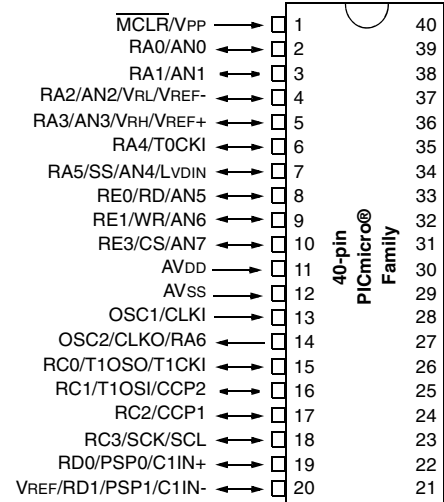 MCLR/VPP 1 40
RA0/AN0 2 39
RA1/AN1 3 38
RA2/AN2/VRL/VREF- 4 37
RA3/AN3/VRH/VREF+ 5 36
RA4/T0CKI 6 35
RA5/SS/AN4/LVDIN 7 34
RE0/RD/AN5 8 33
RE1/WR/AN6 9 32
RE3/CS/AN7 10 31
AVDD 11 30
AVSS 12 29
OSC1/CLKI 13 28
OSC2/CLKO/RA6 14 27
RC0/T1OSO/T1CKI 15 26
RC1/T1OSI/CCP2 16 25
RC2/CCP1 17 24
RC3/SCK/SCL 18 23
RD0/PSP0/C1IN+ 19 22
VREF/RD1/PSP1/C1IN- 20 21
40-pin
PICmicro®
Family